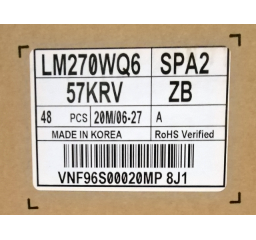 LM270WQ6 SPA2
57KRV ZB
48 PCS 20M/06-27 A
MADE IN KOREA RoHS Verified
VNF96S00020MP 8J1